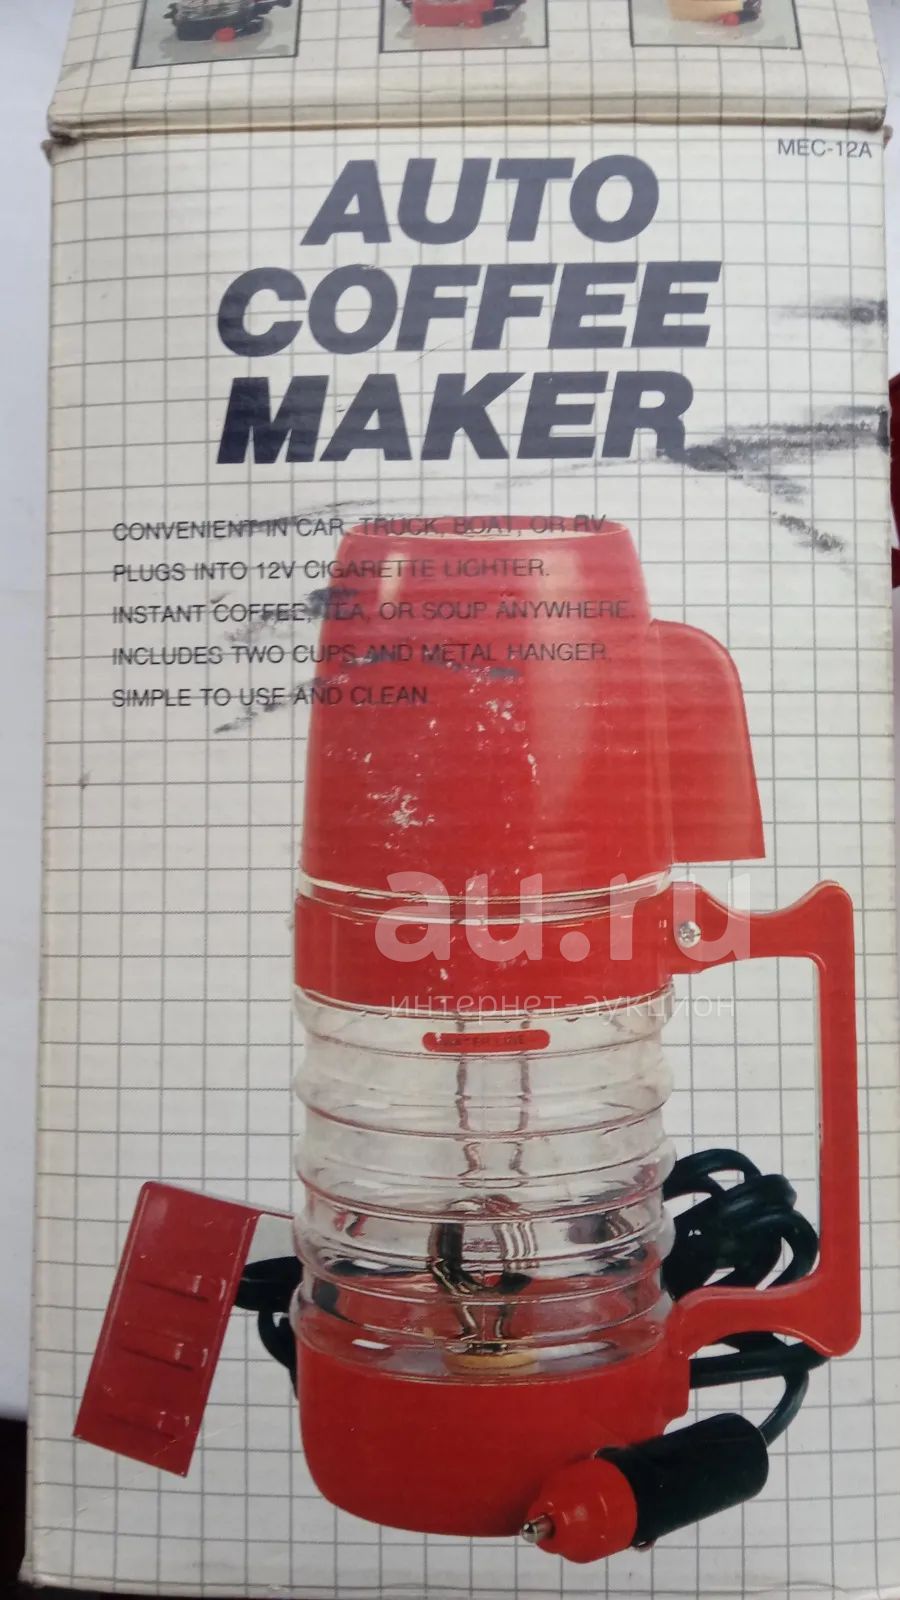 MEC-12A
AUTO
COFFEE
MAKER
CONVENIENT IN CAR, TRUCK, BOAT, OR RV
PLUGS INTO 12V CIGARETTE LIGHTER.
INSTANT COFFEE, TEA, OR SOUP ANYWHERE.
INCLUDES TWO CUPS AND METAL HANGER.
SIMPLE TO USE AND CLEAN
au.ru
интернет-аукцион
WATER LINE